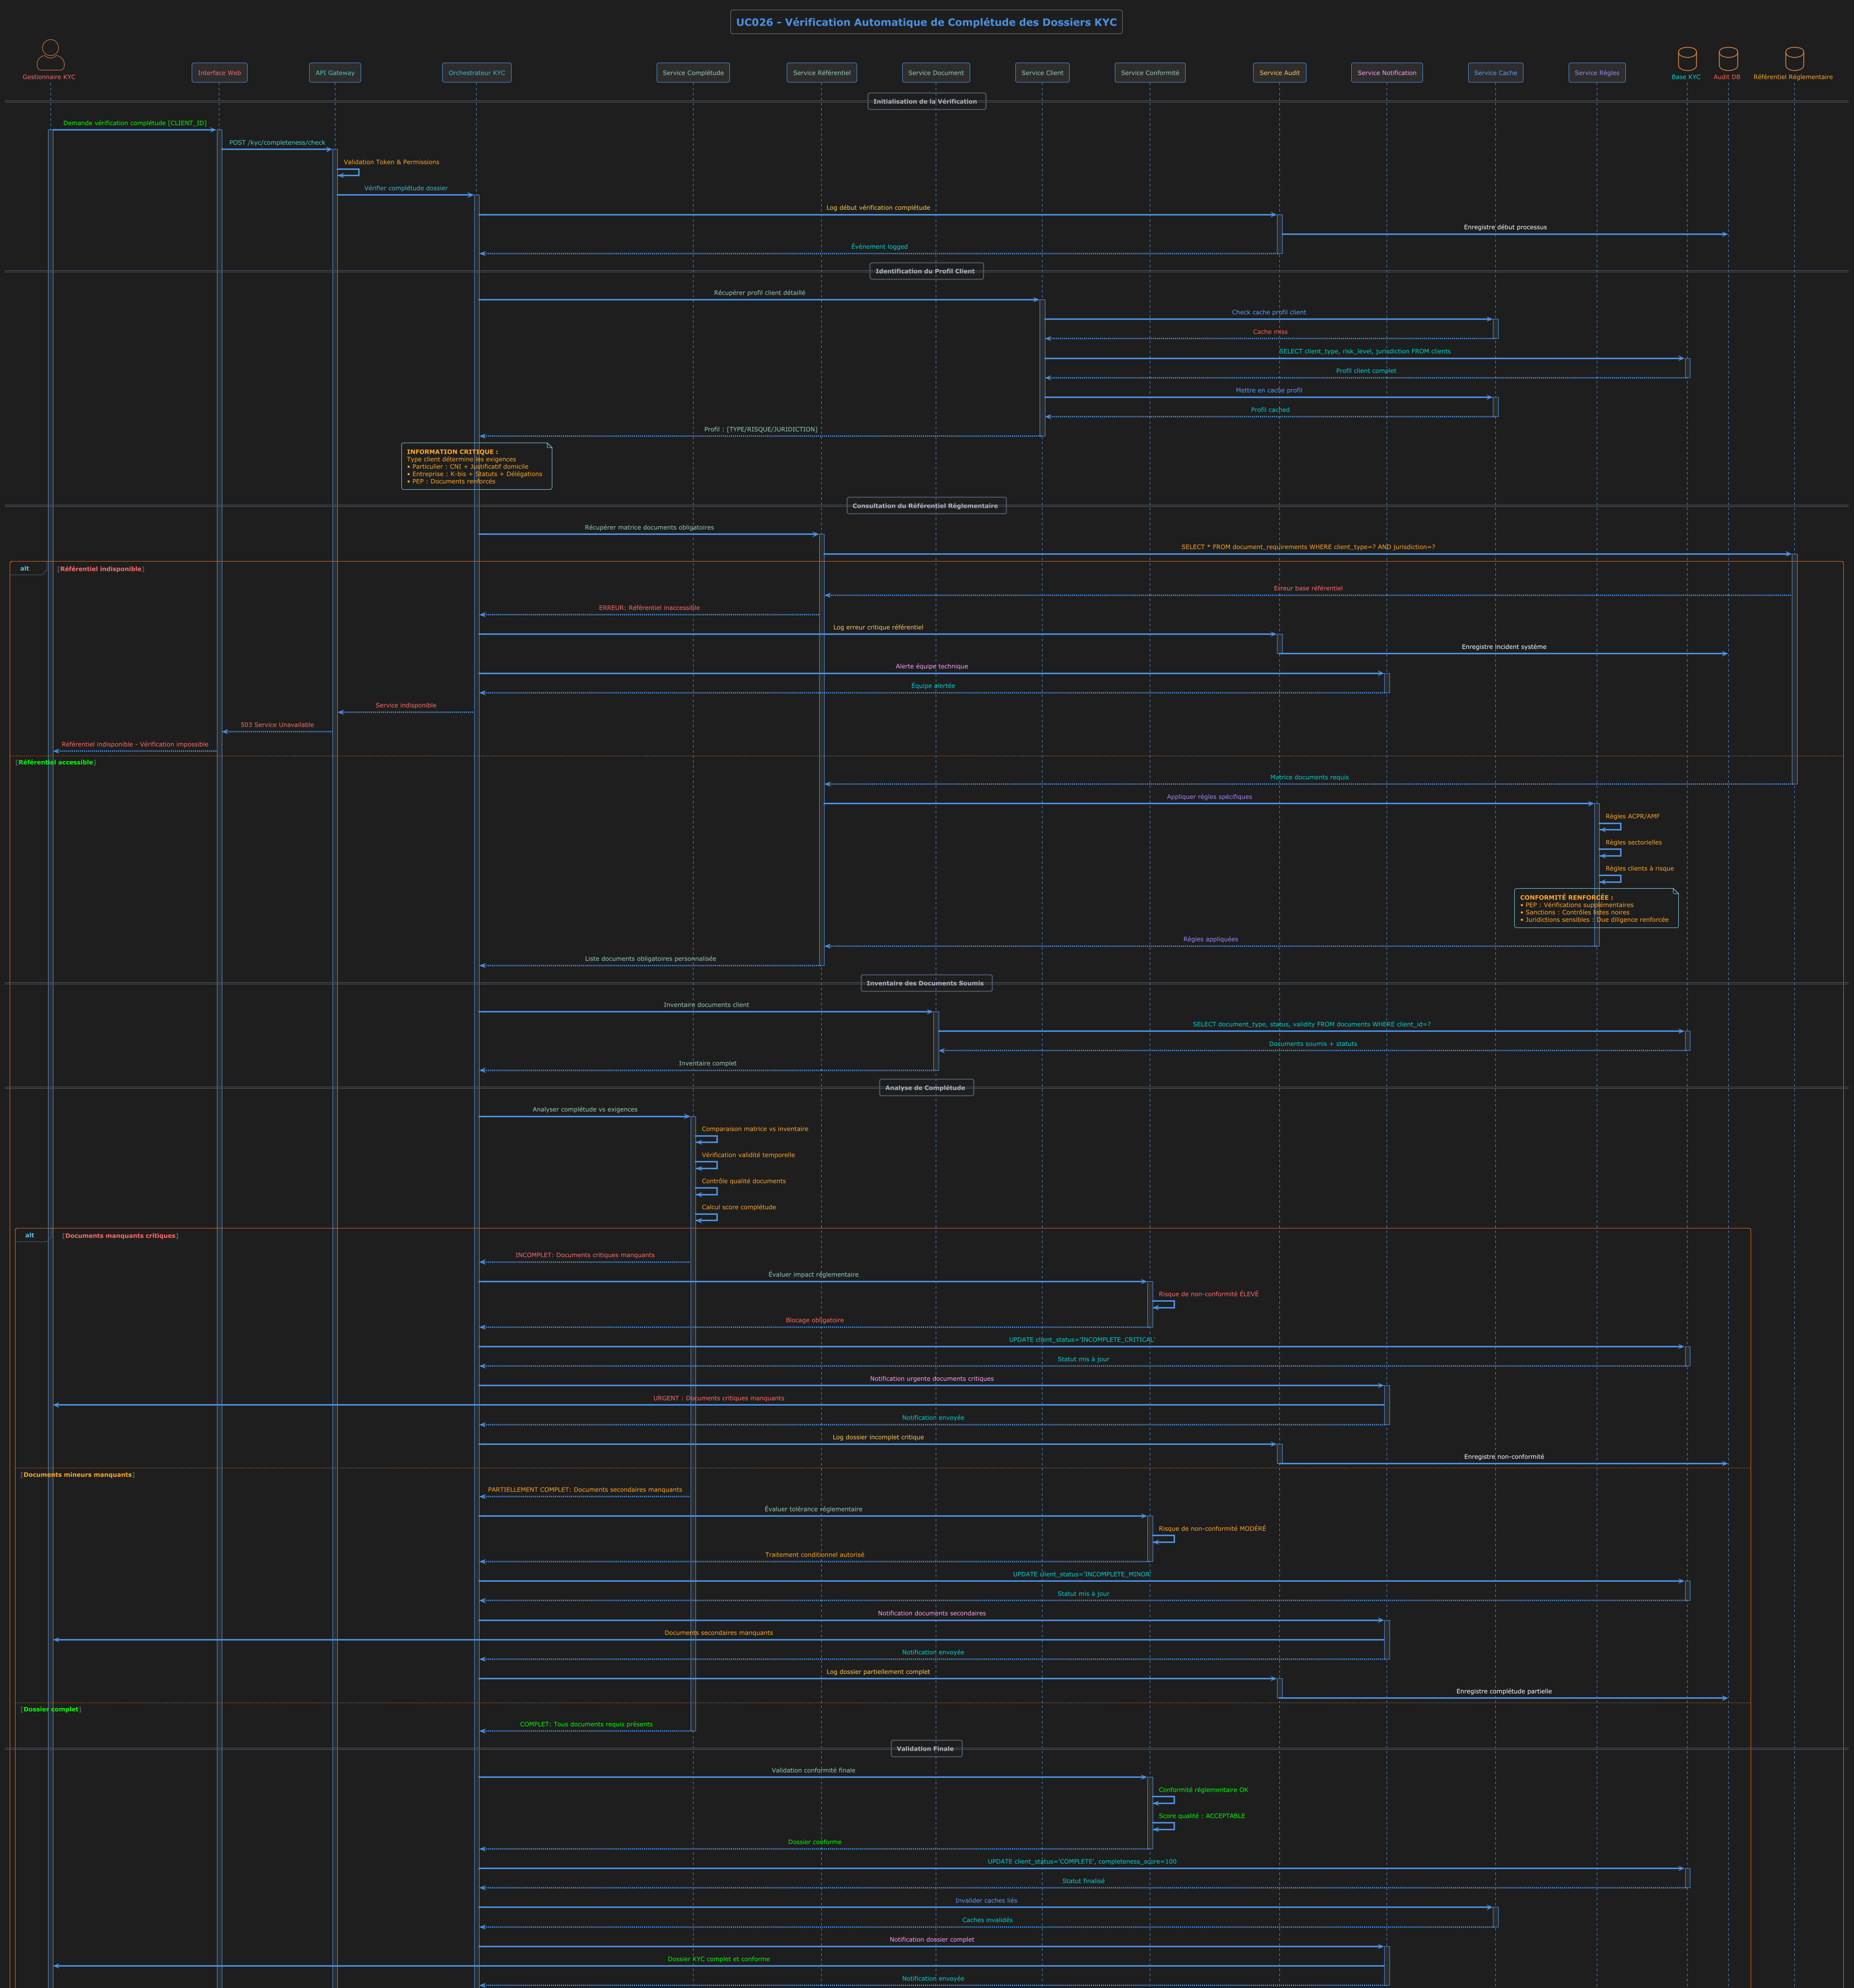 UC026 - Vérification Automatique de Complétude des Dossiers KYC
Gestionnaire KYC
Interface Web
API Gateway
Orchestrateur KYC
Service Complétude
Service Référentiel
Service Document
Service Client
Service Conformité
Service Audit
Service Notification
Service Cache
Service Règles
Base KYC
Audit DB
Référentiel Réglementaire
Initialisation de la Vérification
Demande vérification complétude [CLIENT_ID]
POST /kyc/completeness/check
Validation Token & Permissions
Vérifier complétude dossier
Log début vérification complétude
Enregistre début processus
Événement logged
Identification du Profil Client
Récupérer profil client détaillé
Check cache profil client
Cache miss
SELECT client_type, risk_level, jurisdiction FROM clients
Profil client complet
Mettre en cache profil
Profil cached
Profil : [TYPE/RISQUE/JURIDICTION]
INFORMATION CRITIQUE :
Type client détermine les exigences
• Particulier : CNI + Justificatif domicile
• Entreprise : K-bis + Statuts + Délégations
• PEP : Documents renforcés
Consultation du Référentiel Réglementaire
Récupérer matrice documents obligatoires
SELECT * FROM document_requirements WHERE client_type=? AND jurisdiction=?
alt
[Référentiel indisponible]
Erreur base référentiel
ERREUR: Référentiel inaccessible
Log erreur critique référentiel
Enregistre incident système
Alerte équipe technique
Équipe alertée
Service indisponible
503 Service Unavailable
Référentiel indisponible - Vérification impossible
[Référentiel accessible]
Matrice documents requis
Appliquer règles spécifiques
Règles ACPR/AMF
Règles sectorielles
Règles clients à risque
CONFORMITÉ RENFORCÉE :
• PEP : Vérifications supplémentaires
• Sanctions : Contrôles listes noires
• Juridictions sensibles : Due diligence renforcée
Règles appliquées
Liste documents obligatoires personnalisée
Inventaire des Documents Soumis
Inventaire documents client
SELECT document_type, status, validity FROM documents WHERE client_id=?
Documents soumis + statuts
Inventaire complet
Analyse de Complétude
Analyser complétude vs exigences
Comparaison matrice vs inventaire
Vérification validité temporelle
Contrôle qualité documents
Calcul score complétude
alt
[Documents manquants critiques]
INCOMPLET: Documents critiques manquants
Évaluer impact réglementaire
Risque de non-conformité ÉLEVÉ
Blocage obligatoire
UPDATE client_status='INCOMPLETE_CRITICAL'
Statut mis à jour
Notification urgente documents critiques
URGENT : Documents critiques manquants
Notification envoyée
Log dossier incomplet critique
Enregistre non-conformité
[Documents mineurs manquants]
PARTIELLEMENT COMPLET: Documents secondaires manquants
Évaluer tolérance réglementaire
Risque de non-conformité MODÉRÉ
Traitement conditionnel autorisé
UPDATE client_status='INCOMPLETE_MINOR'
Statut mis à jour
Notification documents secondaires
Documents secondaires manquants
Notification envoyée
Log dossier partiellement complet
Enregistre complétude partielle
[Dossier complet]
COMPLET: Tous documents requis présents
Validation Finale
Validation conformité finale
Conformité réglementaire OK
Score qualité : ACCEPTABLE
Dossier conforme
UPDATE client_status='COMPLETE', completeness_score=100
Statut finalisé
Invalider caches liés
Caches invalidés
Notification dossier complet
Dossier KYC complet et conforme
Notification envoyée